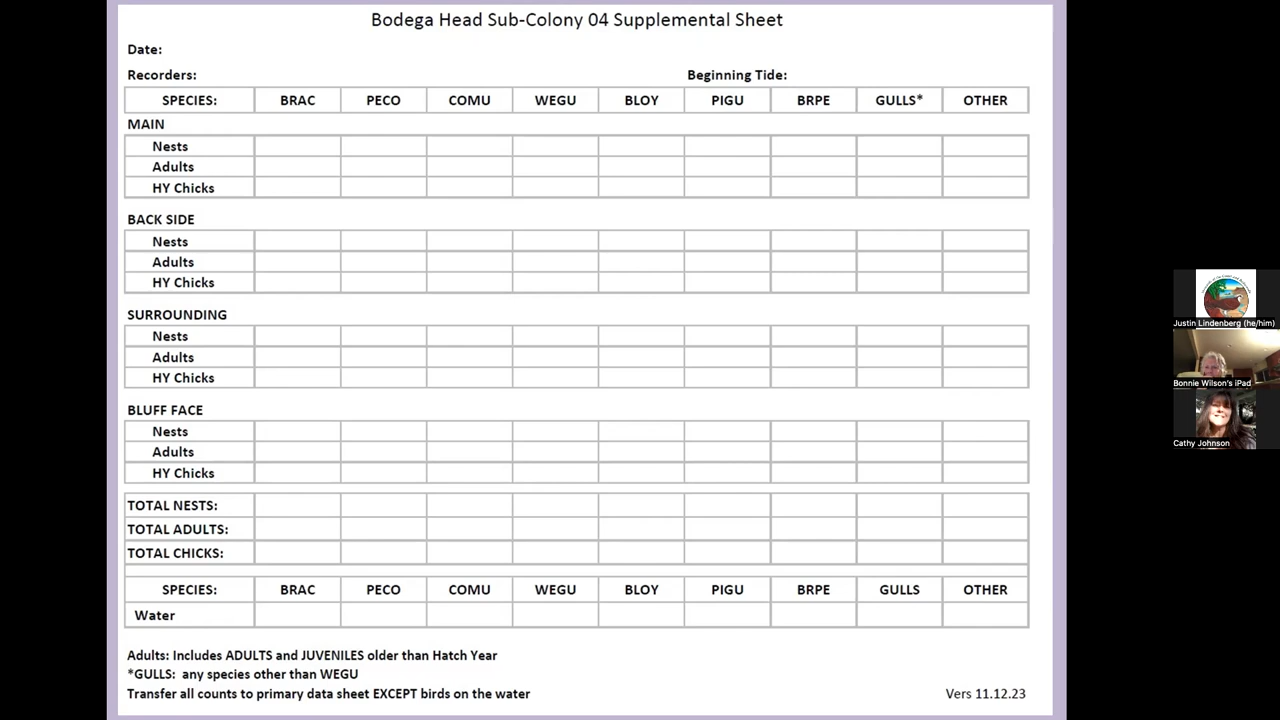 Bodega Head Sub-Colony 04 Supplemental Sheet
Date:
Recorders: Beginning Tide:
SPECIES: BRAC PECO COMU WEGU BLOY PIGU BRPE GULLS* OTHER
MAIN
Nests
Adults
HY Chicks
BACK SIDE
Nests
Adults
HY Chicks
SURROUNDING
Nests
Adults
HY Chicks
BLUFF FACE
Nests
Adults
HY Chicks
TOTAL NESTS:
TOTAL ADULTS:
TOTAL CHICKS:
SPECIES: BRAC PECO COMU WEGU BLOY PIGU BRPE GULLS OTHER
Water
Adults: Includes ADULTS and JUVENILES older than Hatch Year
*GULLS: any species other than WEGU
Transfer all counts to primary data sheet EXCEPT birds on the water
Vers 11.12.23
Justin Lindenberg (he/him)
Bonnie Wilson's iPad
Cathy Johnson